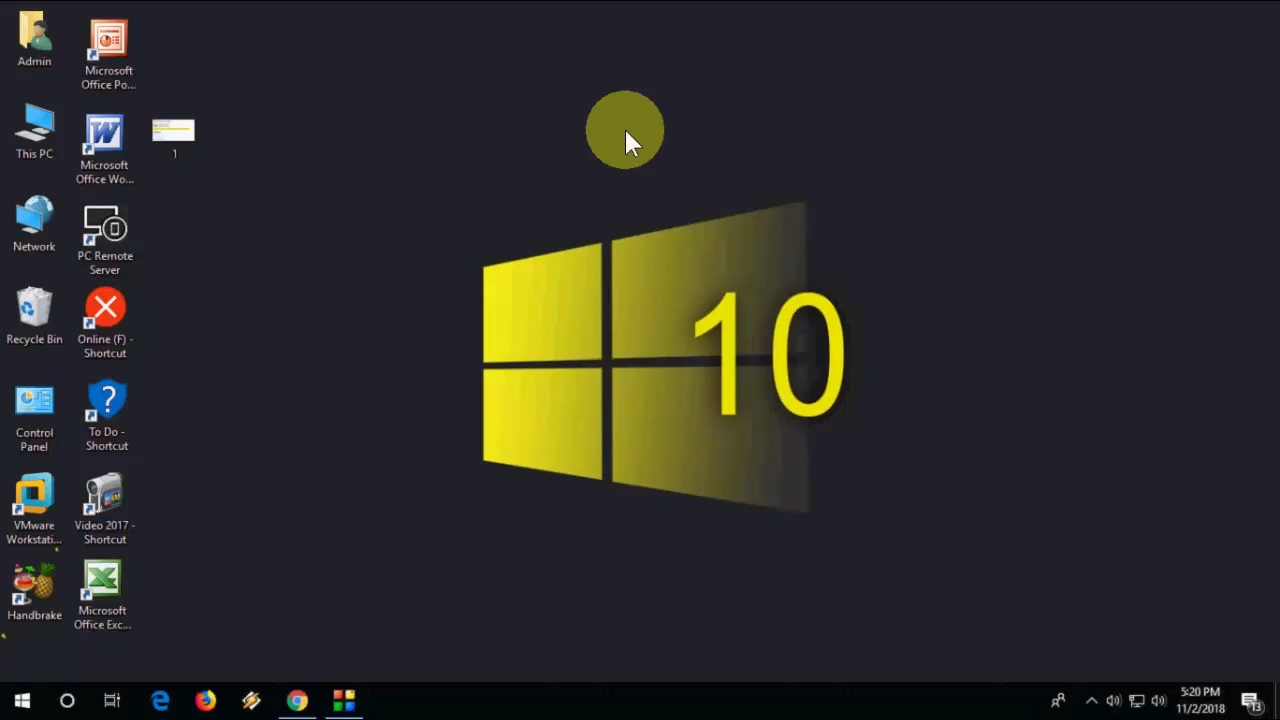 Admin
Microsoft
Office Po...
This PC
Microsoft
Office Wo...
1
Network
PC Remote
Server
Recycle Bin
Online (F) -
Shortcut
Control
Panel
To Do -
Shortcut
VMware
Workstati...
Video 2017 -
Shortcut
Handbrake
Microsoft
Office Exc...
10
5:20 PM
11/2/2018
13